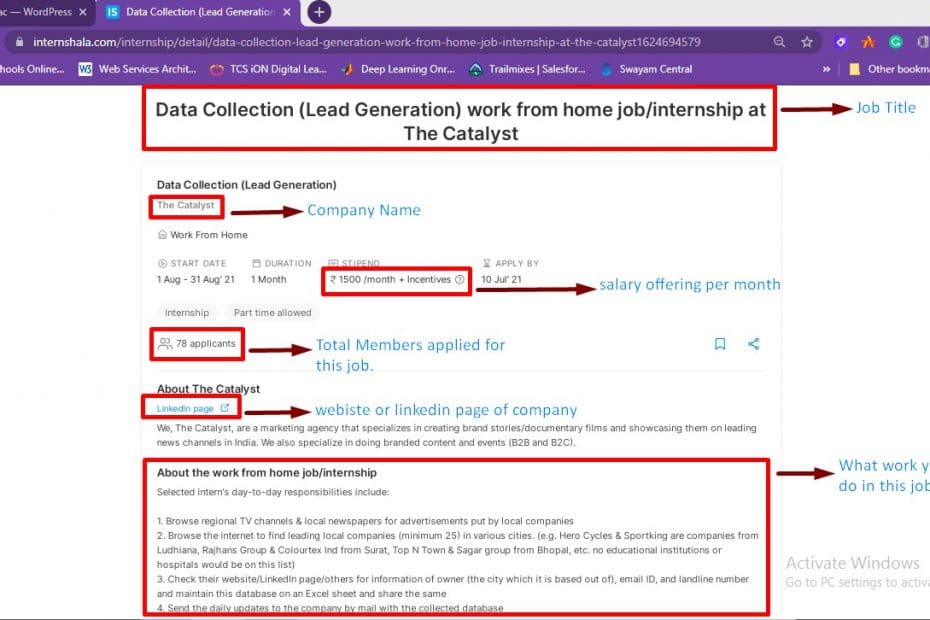 ac — WordPress
Data Collection (Lead Generation
internshala.com/internship/detail/data-collection-lead-generation-work-from-home-job-internship-at-the-catalyst1624694579
hools Online... Web Services Archit... TCS iON Digital Lea... Deep Learning Onr... Trailmixes | Salesfor... Swayam Central » Other bookm
Data Collection (Lead Generation) work from home job/internship at
The Catalyst
Job Title
Data Collection (Lead Generation)
The Catalyst
Company Name
Work From Home
START DATE DURATION STIPEND APPLY BY
1 Aug - 31 Aug' 21 1 Month ₹ 1500 /month + Incentives 10 Jul' 21
salary offering per month
Internship Part time allowed
78 applicants
Total Members applied for
this job.
About The Catalyst
LinkedIn page
webiste or linkedin page of company
We, The Catalyst, are a marketing agency that specializes in creating brand stories/documentary films and showcasing them on leading
news channels in India. We also specialize in doing branded content and events (B2B and B2C).
About the work from home job/internship
What work y
do in this job
Selected intern's day-to-day responsibilities include:
1. Browse regional TV channels & local newspapers for advertisements put by local companies
2. Browse the internet to find leading local companies (minimum 25) in various cities. (e.g. Hero Cycles & Sportking are companies from
Ludhiana, Rajhans Group & Colourtex Ind from Surat, Top N Town & Sagar group from Bhopal, etc. no educational institutions or
hospitals would be on this list)
3. Check their website/LinkedIn page/others for information of owner (the city which it is based out of), email ID, and landline number
and maintain this database on an Excel sheet and share the same
4. Send the daily updates to the company by mail with the collected database
Activate Windows
Go to PC settings to activa